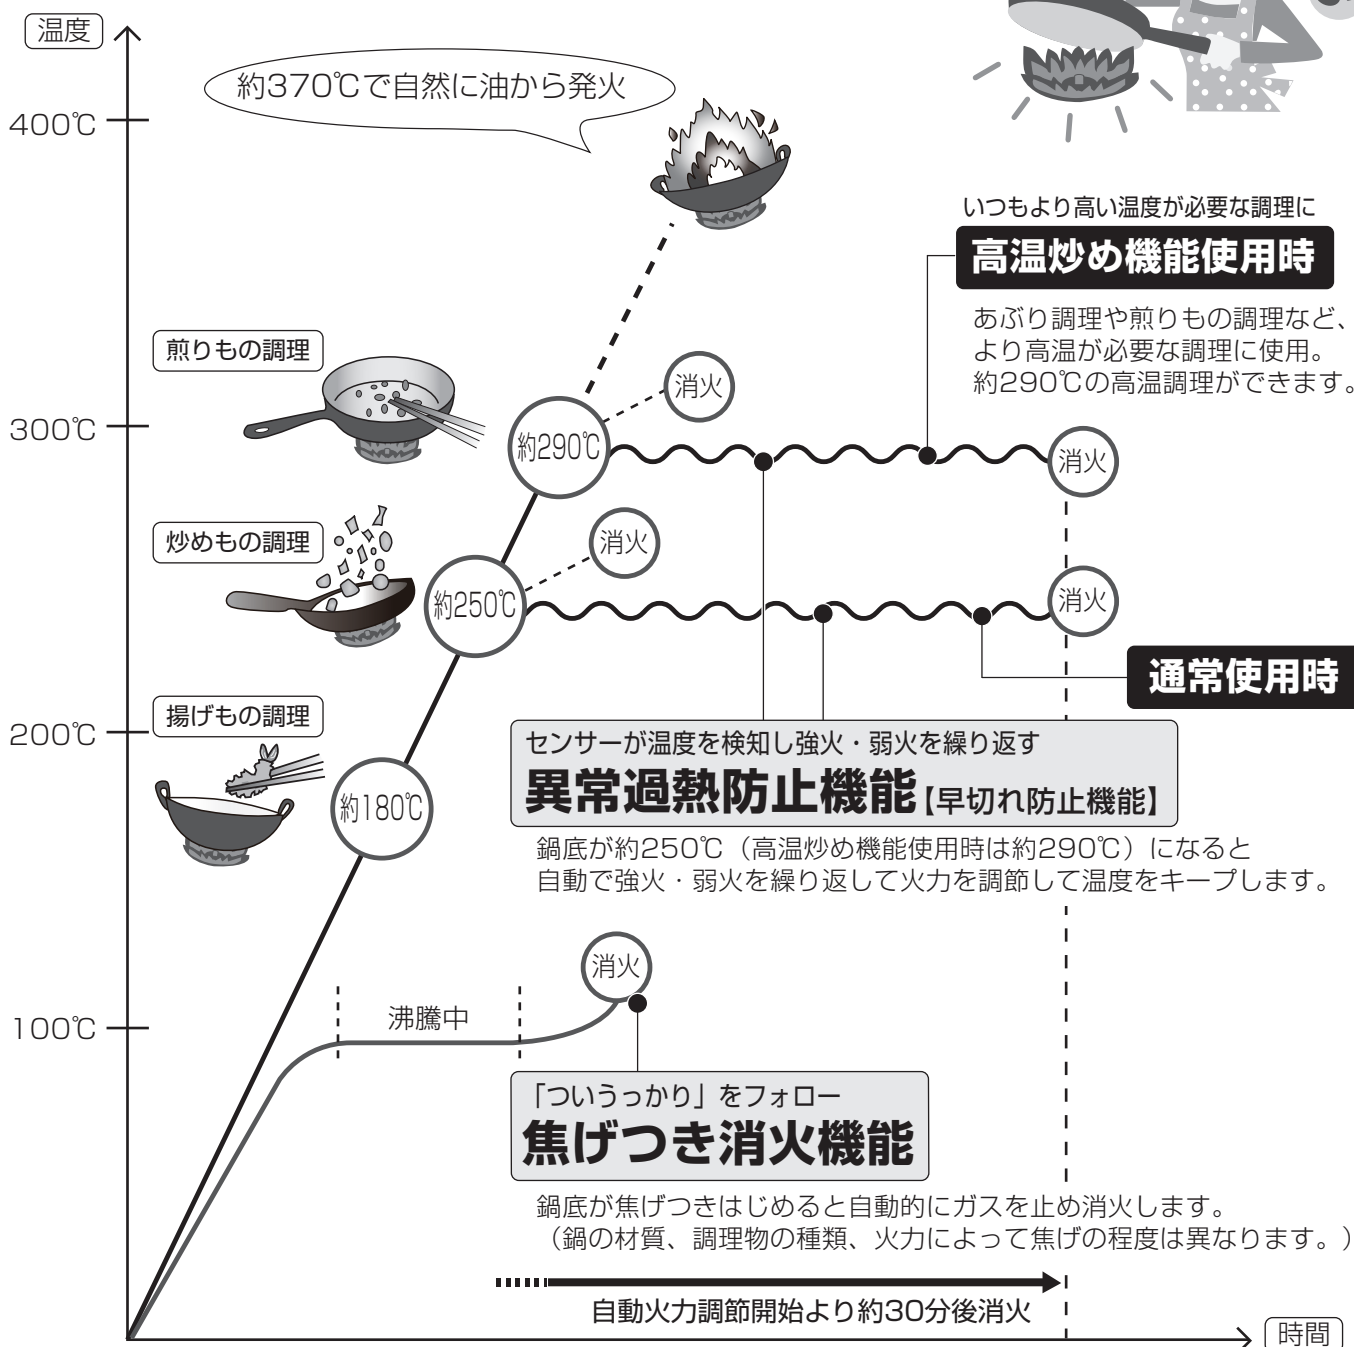 温度
約370℃で自然に油から発火
400℃
いつもより高い温度が必要な調理に
高温炒め機能使用時
あぶり調理や煎りもの調理など、
より高温が必要な調理に使用。
約290℃の高温調理ができます。
煎りもの調理
消火
300℃
約290℃
消火
炒めもの調理
消火
約250℃
消火
通常使用時
揚げもの調理
200℃
約180℃
センサーが温度を検知し強火・弱火を繰り返す
異常過熱防止機能【早切れ防止機能】
鍋底が約250℃（高温炒め機能使用時は約290℃）になると
自動で強火・弱火を繰り返して火力を調節して温度をキープします。
消火
沸騰中
100℃
「ついうっかり」をフォロー
焦げつき消火機能
鍋底が焦げつきはじめると自動的にガスを止め消火します。
（鍋の材質、調理物の種類、火力によって焦げの程度は異なります。）
自動火力調節開始より約30分後消火
時間